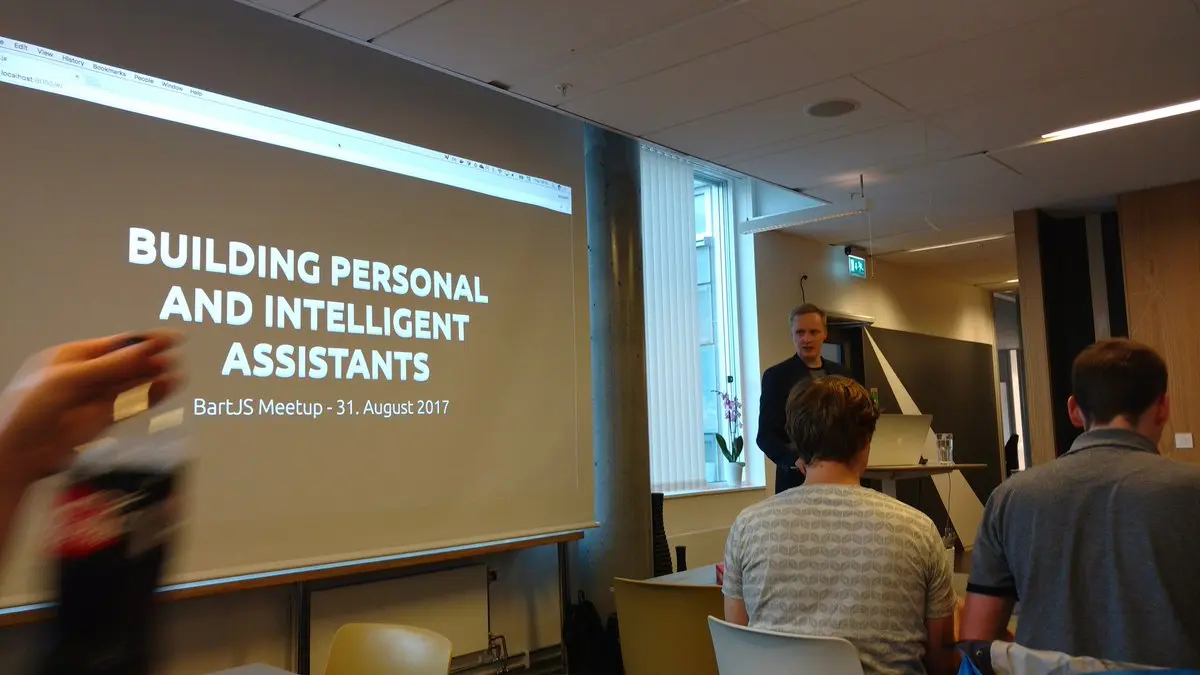 Edit View History Bookmarks People Window Help
localhost
BUILDING PERSONAL
AND INTELLIGENT
ASSISTANTS
BartJS Meetup - 31. August 2017